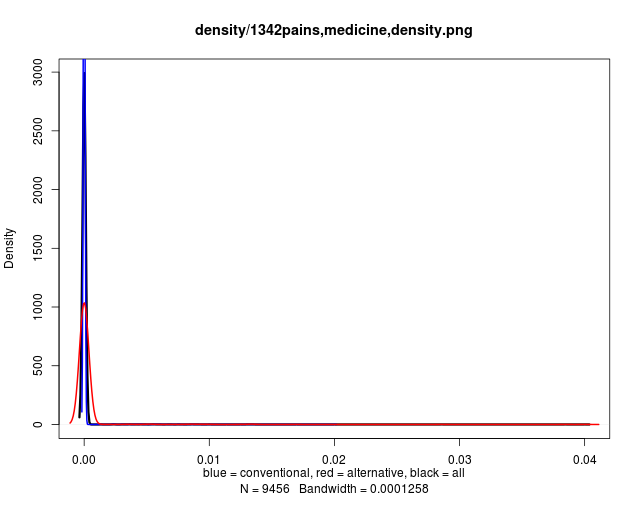 density/1342pains,medicine,density.png
3000
2500
2000
1500
1000
500
0
Density
0.00 0.01 0.02 0.03 0.04
blue = conventional, red = alternative, black = all
N = 9456 Bandwidth = 0.0001258